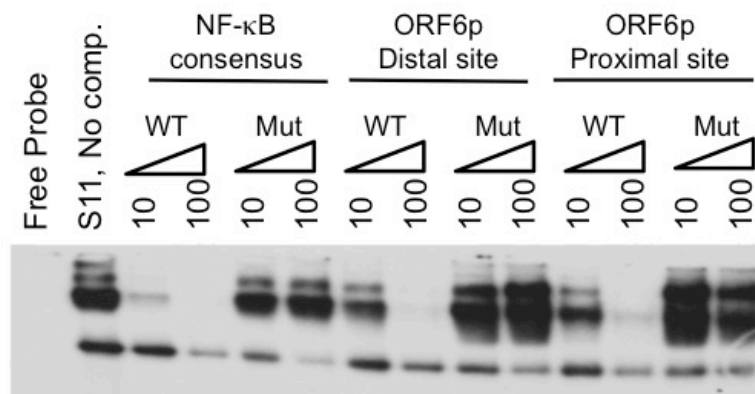 NF-κB
consensus
ORF6p
Distal site
ORF6p
Proximal site
Free Probe
S11, No comp.
WT
Mut
WT
Mut
WT
Mut
10
100
10
100
10
100
10
100
10
100
10
100